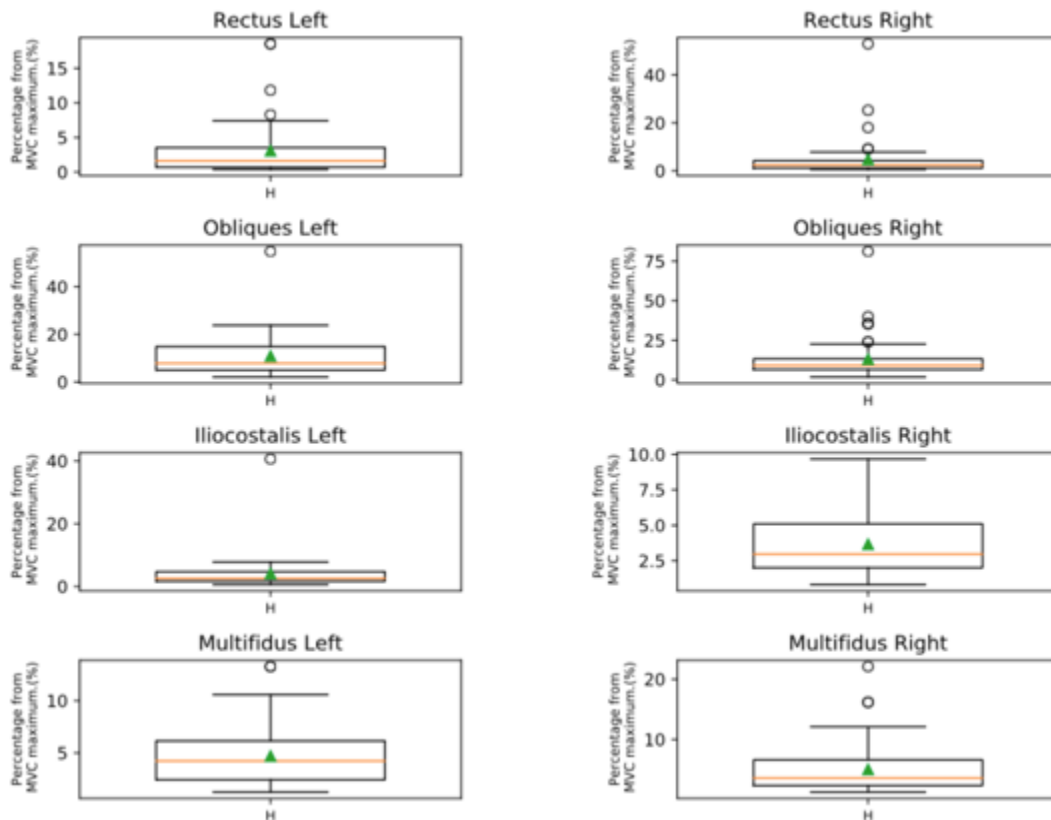 Rectus Left
Percentage from
MVC maximum.(%)
15
10
5
0
H
Rectus Right
Percentage from
MVC maximum.(%)
40
20
0
H
Obliques Left
Percentage from
MVC maximum.(%)
40
20
0
H
Obliques Right
Percentage from
MVC maximum.(%)
75
50
25
0
H
Iliocostalis Left
Percentage from
MVC maximum.(%)
40
20
0
H
Iliocostalis Right
Percentage from
MVC maximum.(%)
10.0
7.5
5.0
2.5
H
Multifidus Left
Percentage from
MVC maximum.(%)
10
5
H
Multifidus Right
Percentage from
MVC maximum.(%)
20
10
H